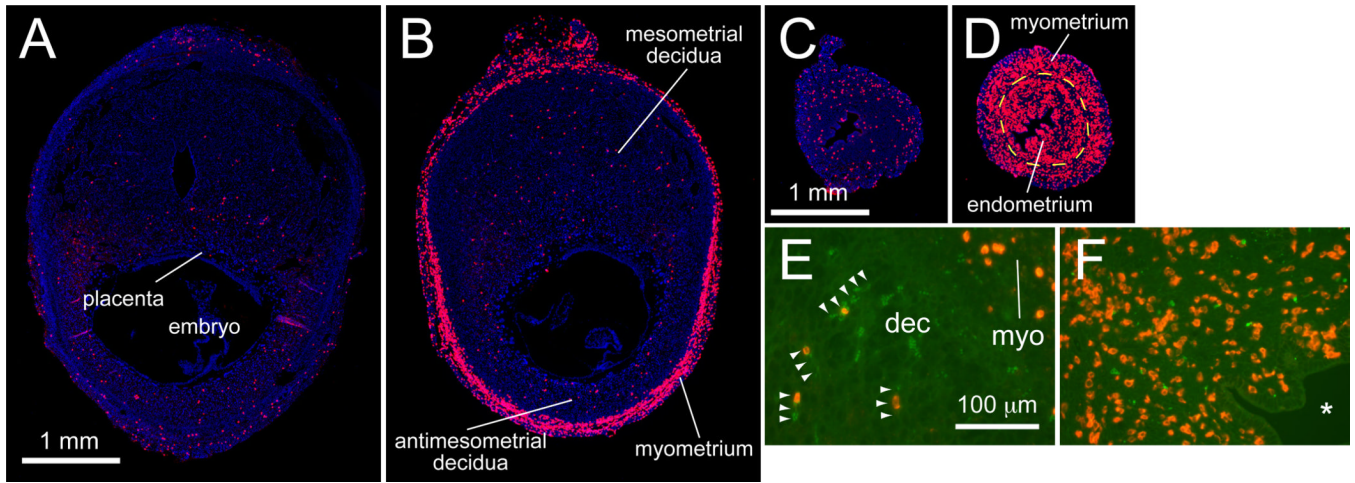 A
placenta
embryo
1 mm
B
mesometrial
decidua
antimesometrial
decidua
myometrium
C
1 mm
D
myometrium
endometrium
E
dec
myo
100 μm
F
*